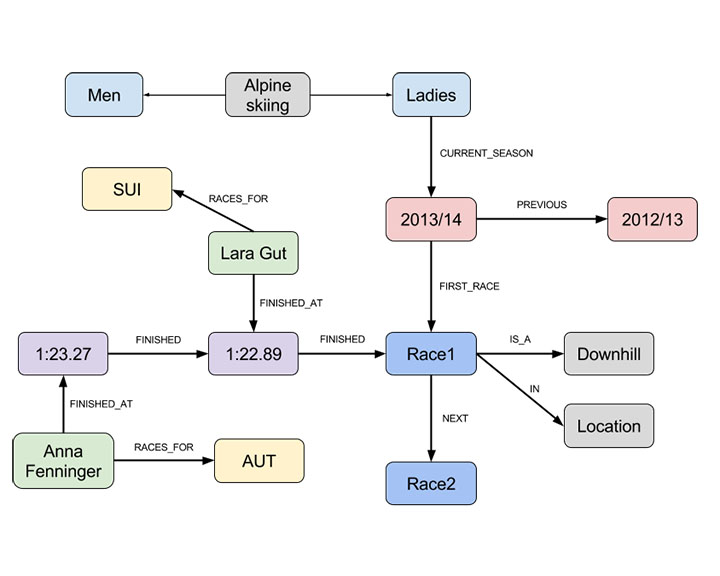 Men
Alpine
skiing
Ladies
CURRENT_SEASON
SUI
RACES_FOR
2013/14
PREVIOUS
2012/13
Lara Gut
FIRST_RACE
FINISHED_AT
1:23.27
FINISHED
1:22.89
FINISHED
Race1
IS_A
Downhill
IN
FINISHED_AT
NEXT
Location
Anna
Fenninger
RACES_FOR
AUT
Race2